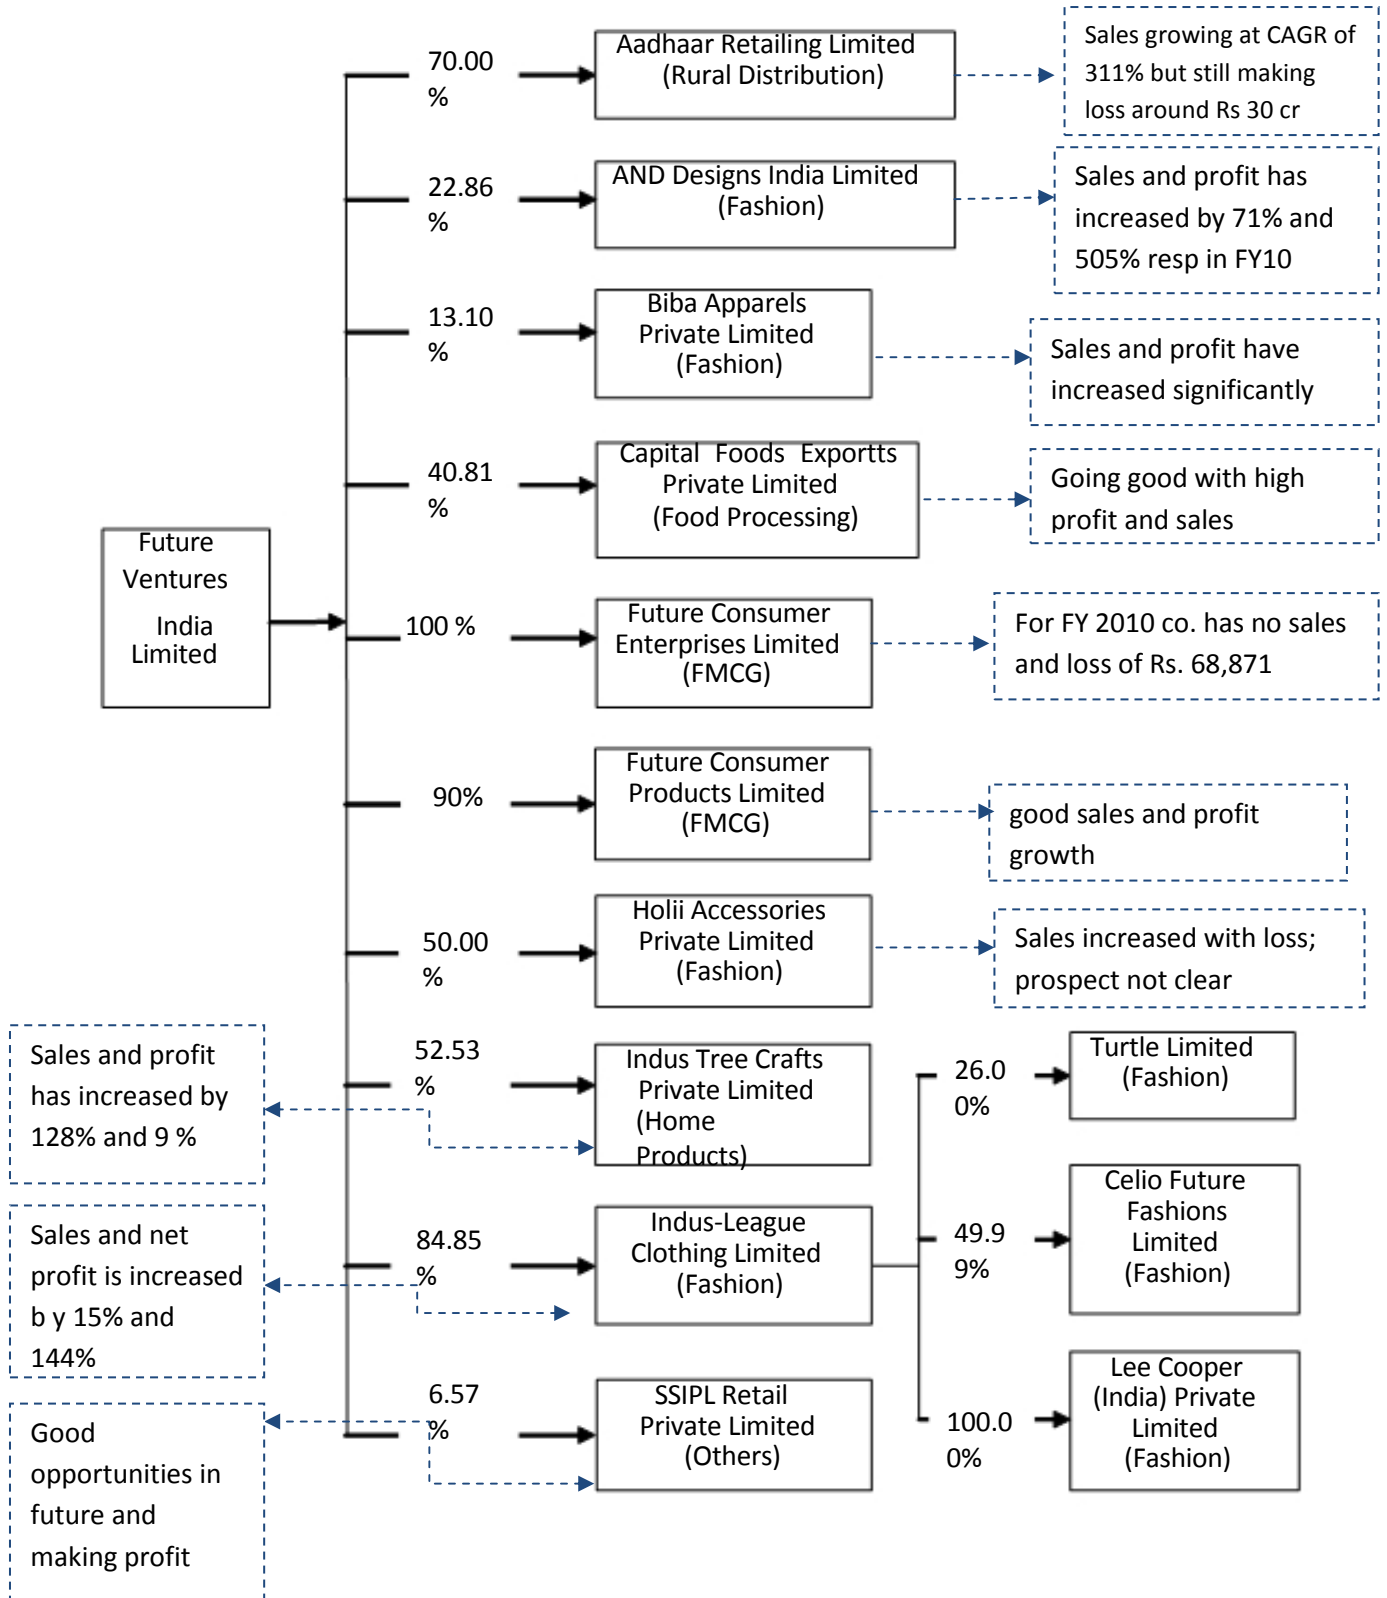 70.00
%
Aadhaar Retailing Limited
(Rural Distribution)
Sales growing at CAGR of
311% but still making
loss around Rs 30 cr
22.86
%
AND Designs India Limited
(Fashion)
Sales and profit has
increased by 71% and
505% resp in FY10
13.10
%
Biba Apparels
Private Limited
(Fashion)
Sales and profit have
increased significantly
40.81
%
Capital Foods Exportts
Private Limited
(Food Processing)
Going good with high
profit and sales
Future
Ventures
India
Limited
100 %
Future Consumer
Enterprises Limited
(FMCG)
For FY 2010 co. has no sales
and loss of Rs. 68,871
90%
Future Consumer
Products Limited
(FMCG)
good sales and profit
growth
50.00
%
Holii Accessories
Private Limited
(Fashion)
Sales increased with loss;
prospect not clear
Sales and profit
has increased by
128% and 9 %
52.53
%
Indus Tree Crafts
Private Limited
(Home
Products)
26.0
0%
Turtle Limited
(Fashion)
Sales and net
profit is increased
b y 15% and
144%
84.85
%
Indus-League
Clothing Limited
(Fashion)
49.9
9%
Celio Future
Fashions
Limited
(Fashion)
Good
opportunities in
future and
making profit
6.57
%
SSIPL Retail
Private Limited
(Others)
100.0
0%
Lee Cooper
(India) Private
Limited
(Fashion)